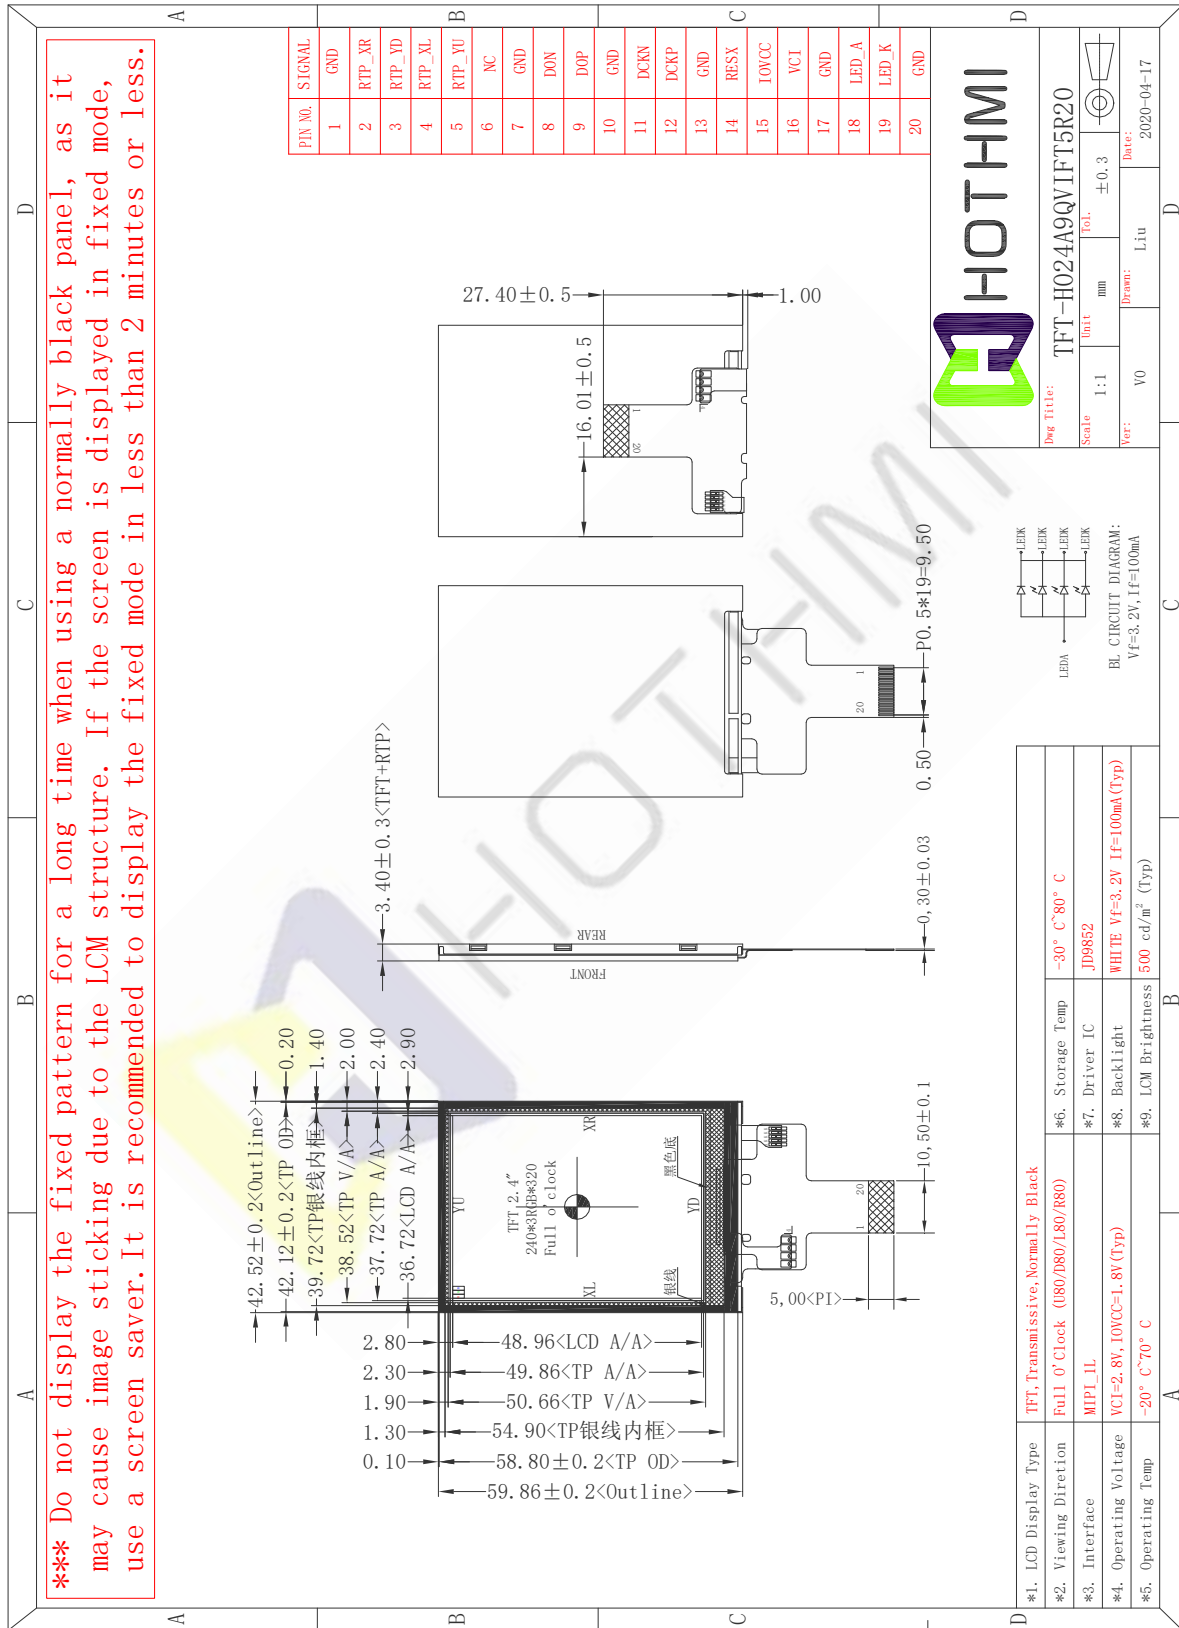 *** Do not display the fixed pattern for a long time when using a normally black panel, as it
may cause image sticking due to the LCM structure. If the screen is displayed in fixed mode,
use a screen saver. It is recommended to display the fixed mode in less than 2 minutes or less.
A
B
C
D
A
B
C
D
A
B
C
D
A
B
C
D
42.52±0.2<Outline>
42.12±0.2<TP OD>
0.20
39.72<TP银线内框>
1.40
38.52<TP V/A>
2.00
37.72<TP A/A>
2.40
36.72<LCD A/A>
2.90
2.80
48.96<LCD A/A>
2.30
49.86<TP A/A>
1.90
50.66<TP V/A>
1.30
54.90<TP银线内框>
0.10
58.80±0.2<TP OD>
59.86±0.2<Outline>
YU
XR
XL
YD
TFT 2.4"
240*3RGB*320
Full o' clock
银线
黑色底
5,00<PI>
10,50±0.1
1
20
3.40±0.3<TFT+RTP>
FRONT
REAR
0,30±0.03
20
1
0.50
P0.5*19=9.50
27.40±0.5
1.00
16.01±0.5
1
20
PIN NO. SIGNAL
1 GND
2 RTP_XR
3 RTP_YD
4 RTP_XL
5 RTP_YU
6 NC
7 GND
8 DON
9 DOP
10 GND
11 DCKN
12 DCKP
13 GND
14 RESX
15 IOVCC
16 VCI
17 GND
18 LED_A
19 LED_K
20 GND
HOTHMI
*1. LCD Display Type TFT, Transmissive, Normally Black
*2. Viewing Diretion Full O'Clock (U80/D80/L80/R80)
*3. Interface MIPI_1L
*4. Operating Voltage VCI=2.8V, IOVCC=1.8V(Typ)
*5. Operating Temp -20° C~70° C
*6. Storage Temp -30° C~80° C
*7. Driver IC JD9852
*8. Backlight WHITE Vf=3.2V If=100mA(Typ)
*9. LCM Brightness 500 cd/m² (Typ)
LEDA
LEDK
LEDK
LEDK
LEDK
BL CIRCUIT DIAGRAM:
Vf=3.2V, If=100mA
HOTHMI
Dwg Title: TFT-H024A9QVIFT5R20
Scale 1:1 Unit mm Tol. ±0.3
Ver: V0 Drawn: Liu Date: 2020-04-17